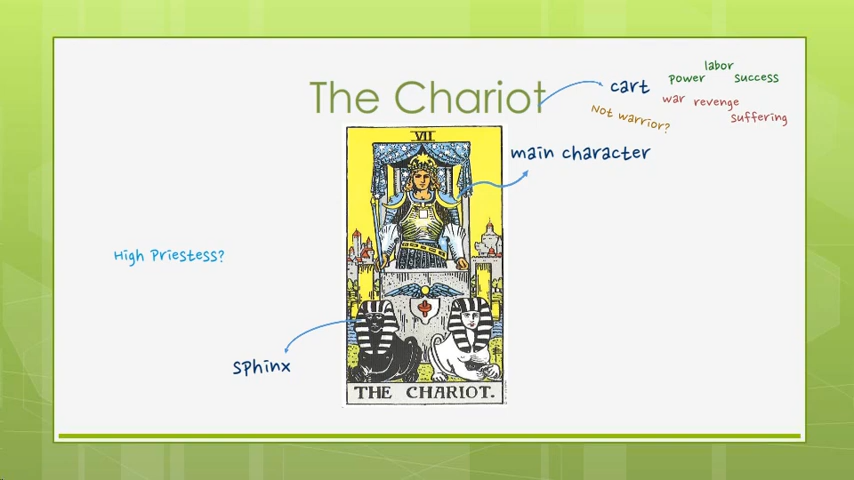 The Chariot
cart
labor
power
success
war
revenge
suffering
Not warrior?
VII
main character
High Priestess?
sphinx
THE CHARIOT.